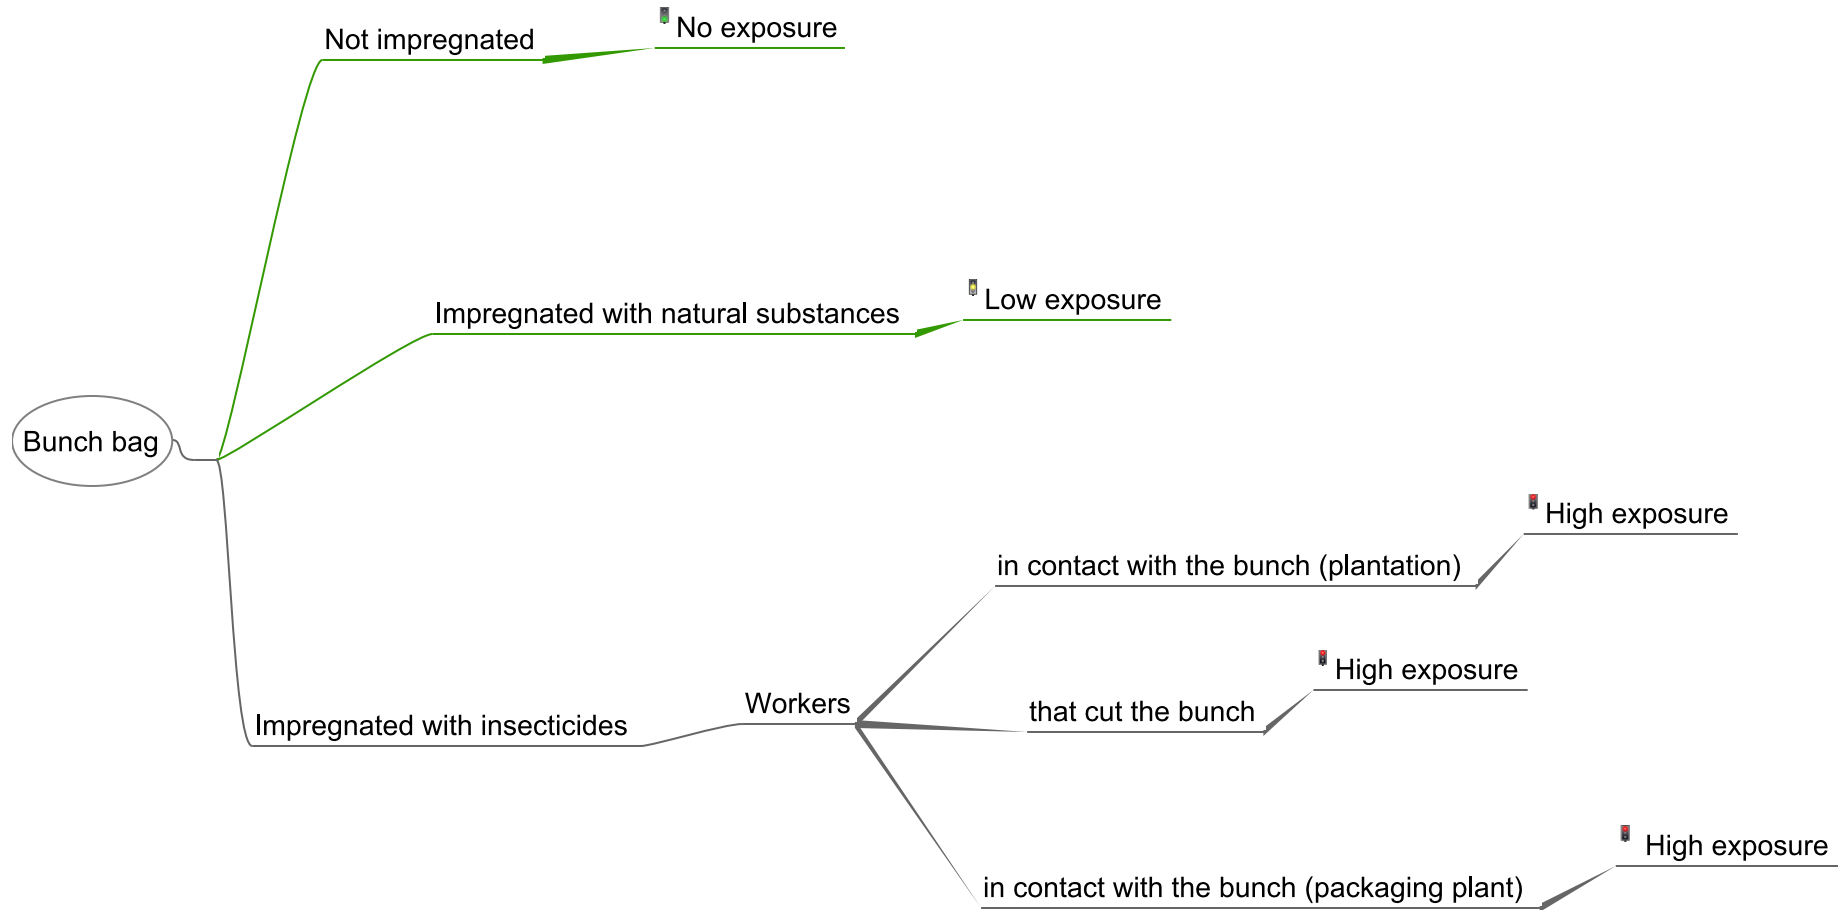 Not impregnated
No exposure
Impregnated with natural substances
Low exposure
Bunch bag
Impregnated with insecticides
Workers
in contact with the bunch (plantation)
High exposure
that cut the bunch
High exposure
in contact with the bunch (packaging plant)
High exposure